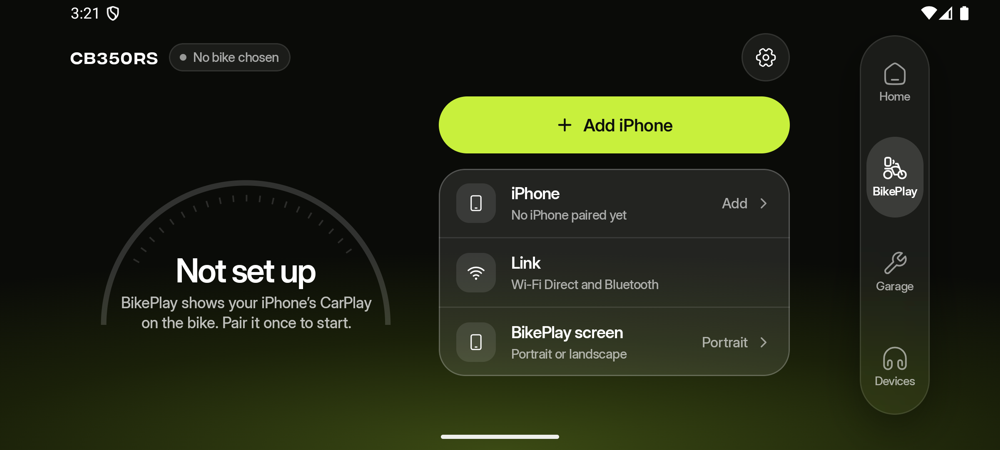 3:21
CB350RS
No bike chosen
Add iPhone
Not set up
BikePlay shows your iPhone's CarPlay
on the bike. Pair it once to start.
iPhone
No iPhone paired yet
Add
Link
Wi-Fi Direct and Bluetooth
BikePlay screen
Portrait or landscape
Portrait
Home
BikePlay
Garage
Devices